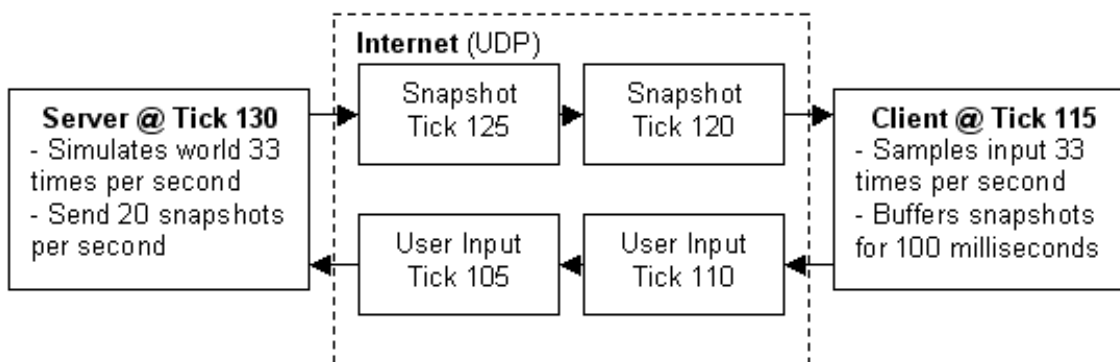 Internet (UDP)
Server @ Tick 130
- Simulates world 33
times per second
- Send 20 snapshots
per second
Snapshot
Tick 125
Snapshot
Tick 120
User Input
Tick 105
User Input
Tick 110
Client @ Tick 115
- Samples input 33
times per second
- Buffers snapshots
for 100 milliseconds